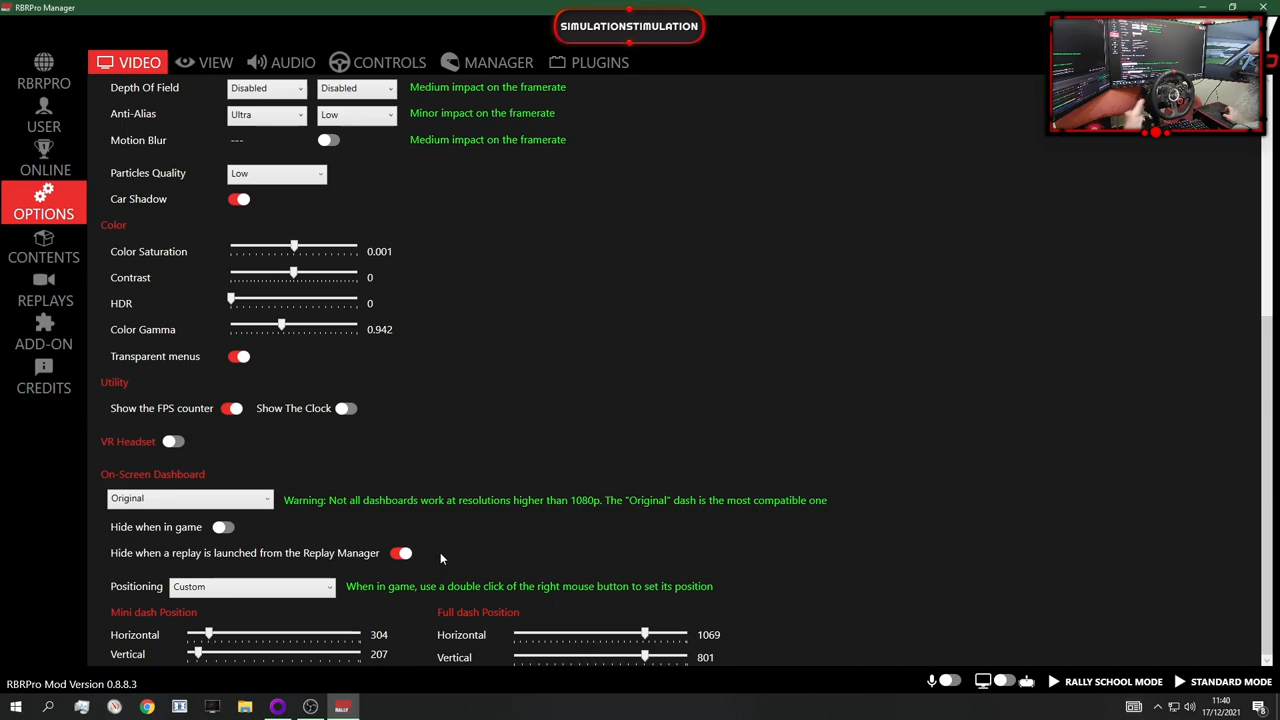 RBRPro Manager
SIMULATIONSTIMULATION
RBRPRO
USER
ONLINE
OPTIONS
CONTENTS
REPLAYS
ADD-ON
CREDITS
VIDEO VIEW AUDIO CONTROLS MANAGER PLUGINS
Depth Of Field Disabled Disabled Medium impact on the framerate
Anti-Alias Ultra Low Minor impact on the framerate
Motion Blur --- Medium impact on the framerate
Particles Quality Low
Car Shadow
Color
Color Saturation 0.001
Contrast 0
HDR 0
Color Gamma 0.942
Transparent menus
Utility
Show the FPS counter Show The Clock
VR Headset
On-Screen Dashboard
Original Warning: Not all dashboards work at resolutions higher than 1080p. The "Original" dash is the most compatible one
Hide when in game
Hide when a replay is launched from the Replay Manager
Positioning Custom When in game, use a double click of the right mouse button to set its position
Mini dash Position Full dash Position
Horizontal 304 Horizontal 1069
Vertical 207 Vertical 801
RBRPro Mod Version 0.8.8.3 RALLY SCHOOL MODE STANDARD MODE
RALLY
11:40
17/12/2021
8